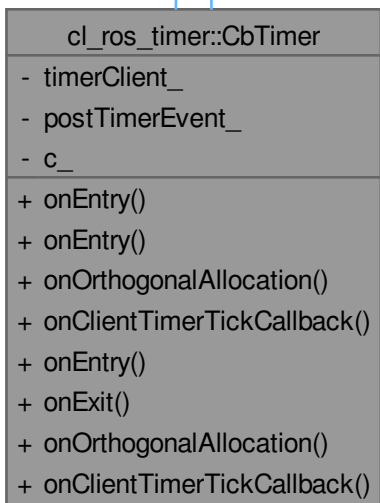 cl_ros_timer::CbTimer
- timerClient_
- postTimerEvent_
- c_
+ onEntry()
+ onEntry()
+ onOrthogonalAllocation()
+ onClientTimerTickCallback()
+ onEntry()
+ onExit()
+ onOrthogonalAllocation()
+ onClientTimerTickCallback()